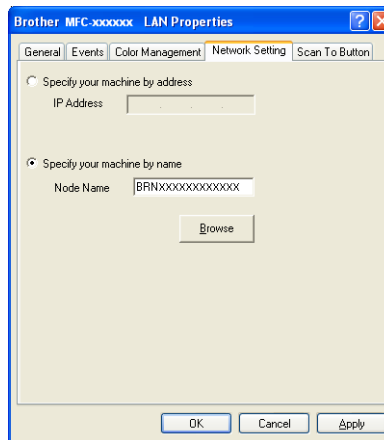 Brother MFC-xxxxxx LAN Properties
General Events Color Management Network Setting Scan To Button
Specify your machine by address
IP Address . . .
Specify your machine by name
Node Name BRNXXXXXXXXXXXX
Browse
OK Cancel Apply